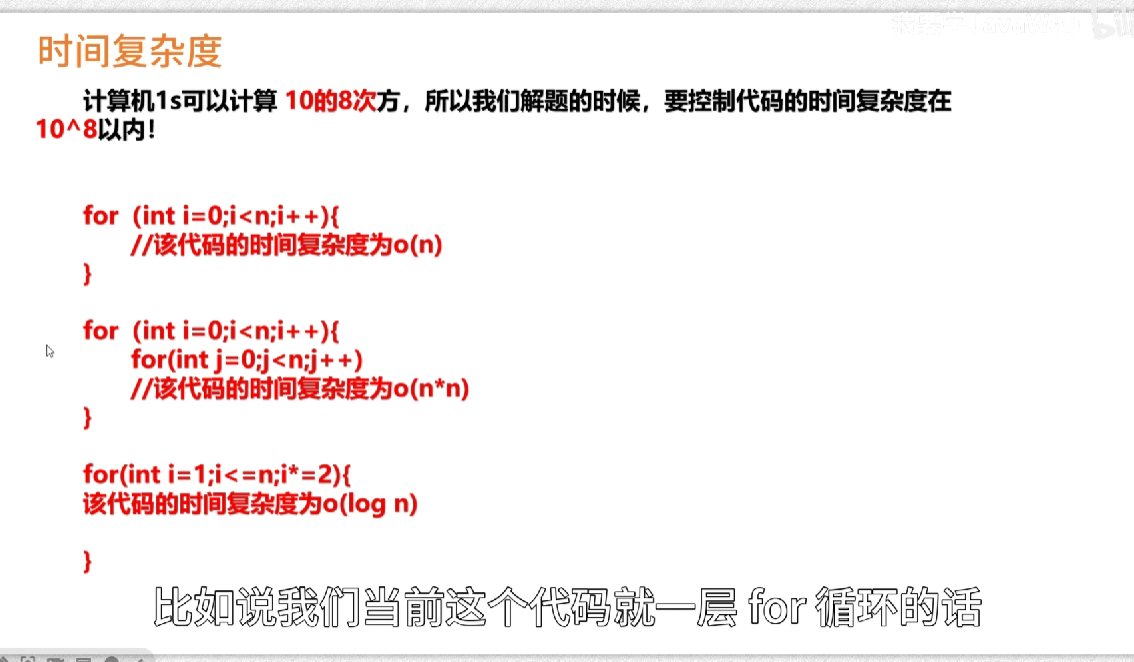 时间复杂度
计算机1s可以计算 10的8次方，所以我们解题的时候，要控制代码的时间复杂度在
10^8以内！
for（int i=0;i<n;i++){
//该代码的时间复杂度为o(n)
}
for（int i=0;i<n;i++){
for(int j=0;j<n;j++)
//该代码的时间复杂度为o(n*n)
}
for(int i=1;i<=n;i*=2){
该代码的时间复杂度为o(log n)
}
比如说我们当前这个代码就一层 for 循环的话